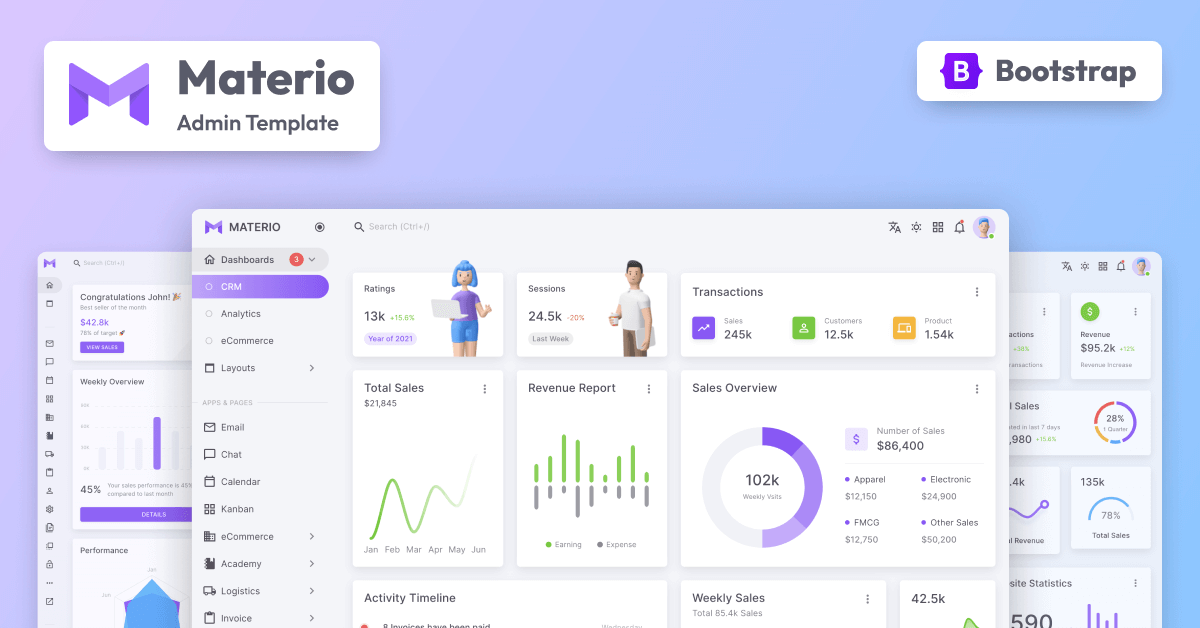 Materio
Admin Template
B Bootstrap
MATERIO
Search (Ctrl+/)
Dashboards 3
CRM
Analytics
eCommerce
Layouts
APPS & PAGES
Email
Chat
Calendar
Kanban
eCommerce
Academy
Logistics
Invoice
Ratings
13k +15.6%
Year of 2021
Sessions
24.5k -20%
Last Week
Transactions
Sales
245k
Customers
12.5k
Product
1.54k
Total Sales
$21,845
Jan Feb Mar Apr May Jun
Revenue Report
Earning Expense
Sales Overview
102k
Weekly Visits
$ Number of Sales
$86,400
Apparel
$12,150
Electronic
$24,900
FMCG
$12,750
Other Sales
$50,200
Activity Timeline
8 Invoices have been paid
Wednesday
Weekly Sales
Total 85.4k Sales
42.5k
Search (Ctrl+/)
Congratulations John!
Best seller of the month
$42.8k
78% of target
VIEW SALES
Weekly Overview
45% Your sales performance is 45%
compared to last month
DETAILS
Performance
Jan
Jun
actions
+38%
ransactions
$
Revenue
$95.2k +12%
Revenue Increase
l Sales
ted in last 7 days
,980 +15.6%
28%
1 Quarter
.4k
al Revenue
135k
78%
Total Sales
site Statistics
590